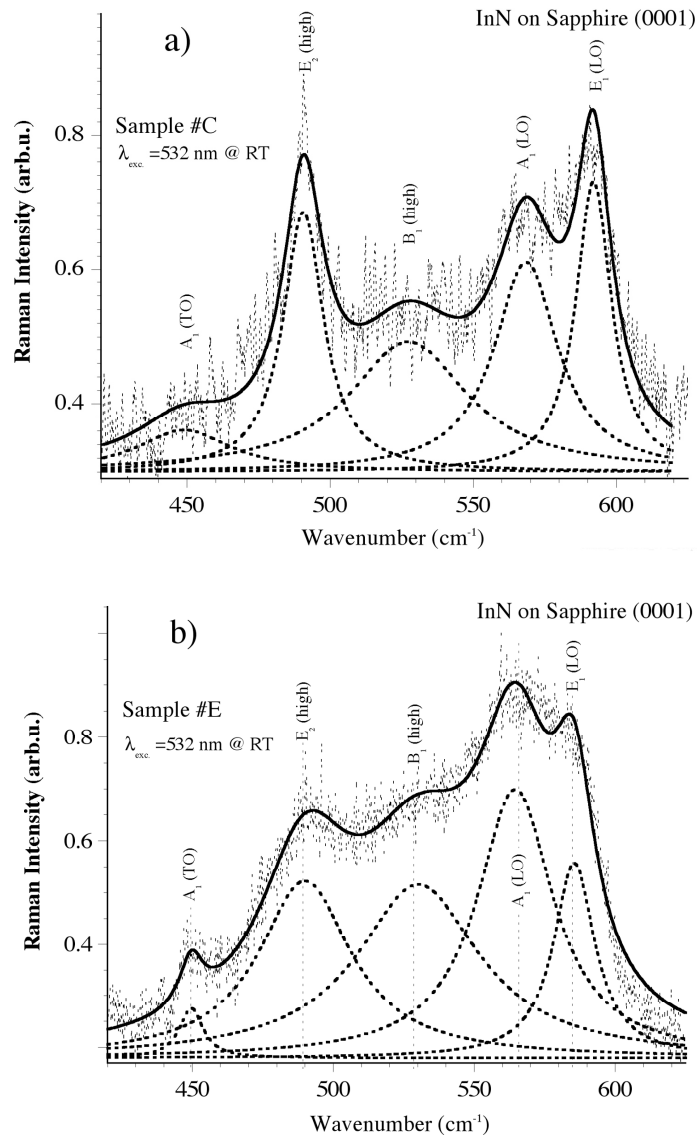 InN on Sapphire (0001)
a)
Sample #C
λexc. =532 nm @ RT
A1 (TO)
E2 (high)
B1 (high)
A1 (LO)
E1 (LO)
Raman Intensity (arb.u.)
0.8
0.6
0.4
450 500 550 600
Wavenumber (cm-1)
InN on Sapphire (0001)
b)
Sample #E
λexc. =532 nm @ RT
A1 (TO)
E2 (high)
B1 (high)
A1 (LO)
E1 (LO)
Raman Intensity (arb.u.)
0.8
0.6
0.4
450 500 550 600
Wavenumber (cm-1)